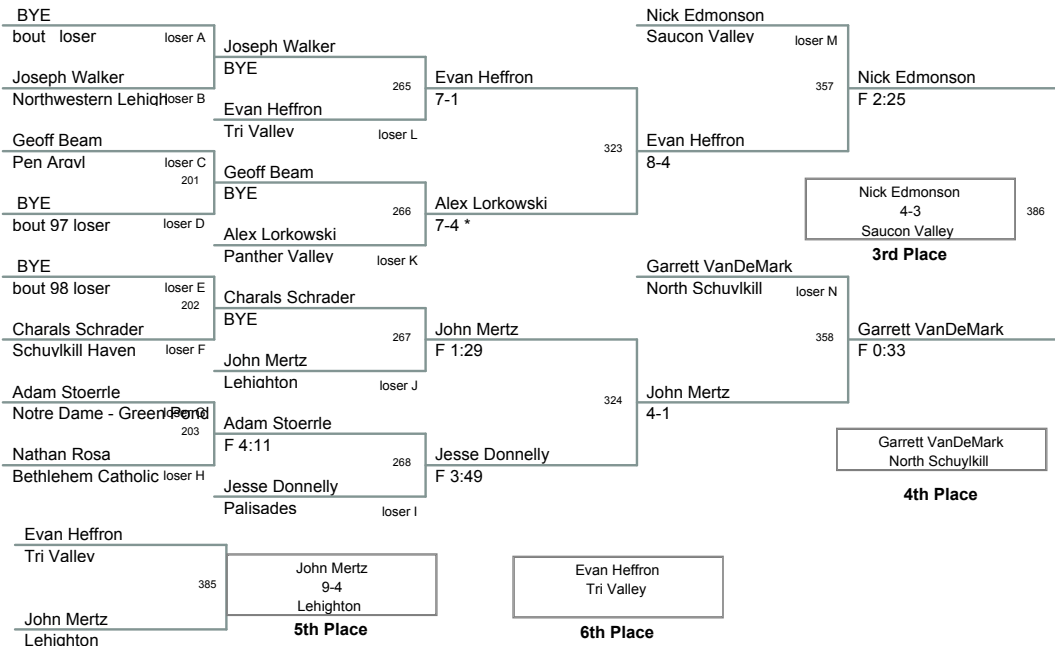 BYE
bout loser
loser A
Joseph Walker
Northwestern Lehigh
loser B
Geoff Beam
Pen Argyl
loser C
201
BYE
bout 97 loser
loser D
BYE
bout 98 loser
loser E
202
Charals Schrader
Schuylkill Haven
loser F
Adam Stoerrle
Notre Dame - Green Pond
loser G
203
Nathan Rosa
Bethlehem Catholic
loser H
Joseph Walker
BYE
265
Evan Heffron
Tri Valley
loser L
Geoff Beam
BYE
266
Alex Lorkowski
Panther Valley
loser K
Charals Schrader
BYE
267
John Mertz
Lehighton
loser J
Adam Stoerrle
F 4:11
268
Jesse Donnelly
Palisades
loser I
Evan Heffron
7-1
323
Alex Lorkowski
7-4 *
John Mertz
F 1:29
324
Jesse Donnelly
F 3:49
Nick Edmonson
Saucon Valley
loser M
357
Evan Heffron
8-4
Garrett VanDeMark
North Schuylkill
loser N
358
John Mertz
4-1
Nick Edmonson
F 2:25
Nick Edmonson
4-3
Saucon Valley
386
3rd Place
Garrett VanDeMark
F 0:33
Garrett VanDeMark
North Schuylkill
4th Place
Evan Heffron
Tri Valley
385
John Mertz
Lehighton
John Mertz
9-4
Lehighton
5th Place
Evan Heffron
Tri Valley
6th Place